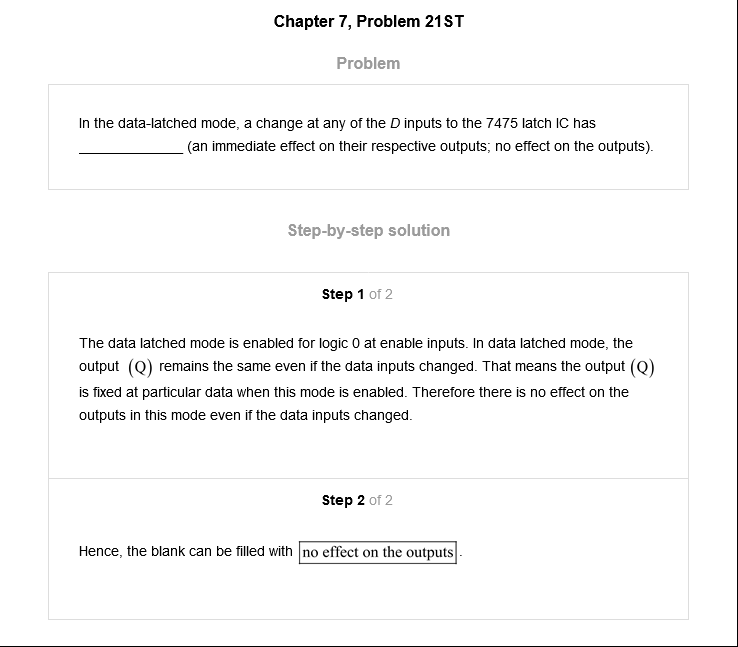 Chapter 7, Problem 21ST
Problem
In the data-latched mode, a change at any of the D inputs to the 7475 latch IC has
_____________ (an immediate effect on their respective outputs; no effect on the outputs).
Step-by-step solution
Step 1 of 2
The data latched mode is enabled for logic 0 at enable inputs. In data latched mode, the
output (Q) remains the same even if the data inputs changed. That means the output (Q)
is fixed at particular data when this mode is enabled. Therefore there is no effect on the
outputs in this mode even if the data inputs changed.
Step 2 of 2
Hence, the blank can be filled with no effect on the outputs.